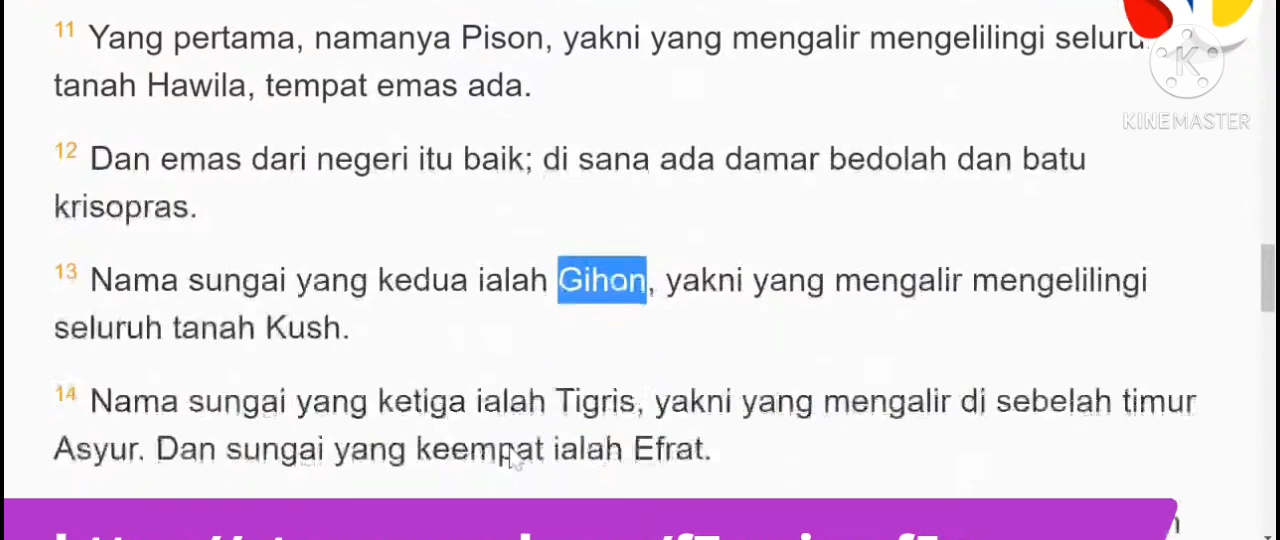 11 Yang pertama, namanya Pison, yakni yang mengalir mengelilingi
tanah Hawila, tempat emas ada.
KINEMASTER
12 Dan emas dari negeri itu baik; di sana ada damar bedolah dan batu
krisopras.
13 Nama sungai yang kedua ialah Gihon, yakni yang mengalir mengelilingi
seluruh tanah Kush.
14 Nama sungai yang ketiga ialah Tigris, yakni yang mengalir di sebelah timur
Asyur. Dan sungai yang keempat ialah Efrat.